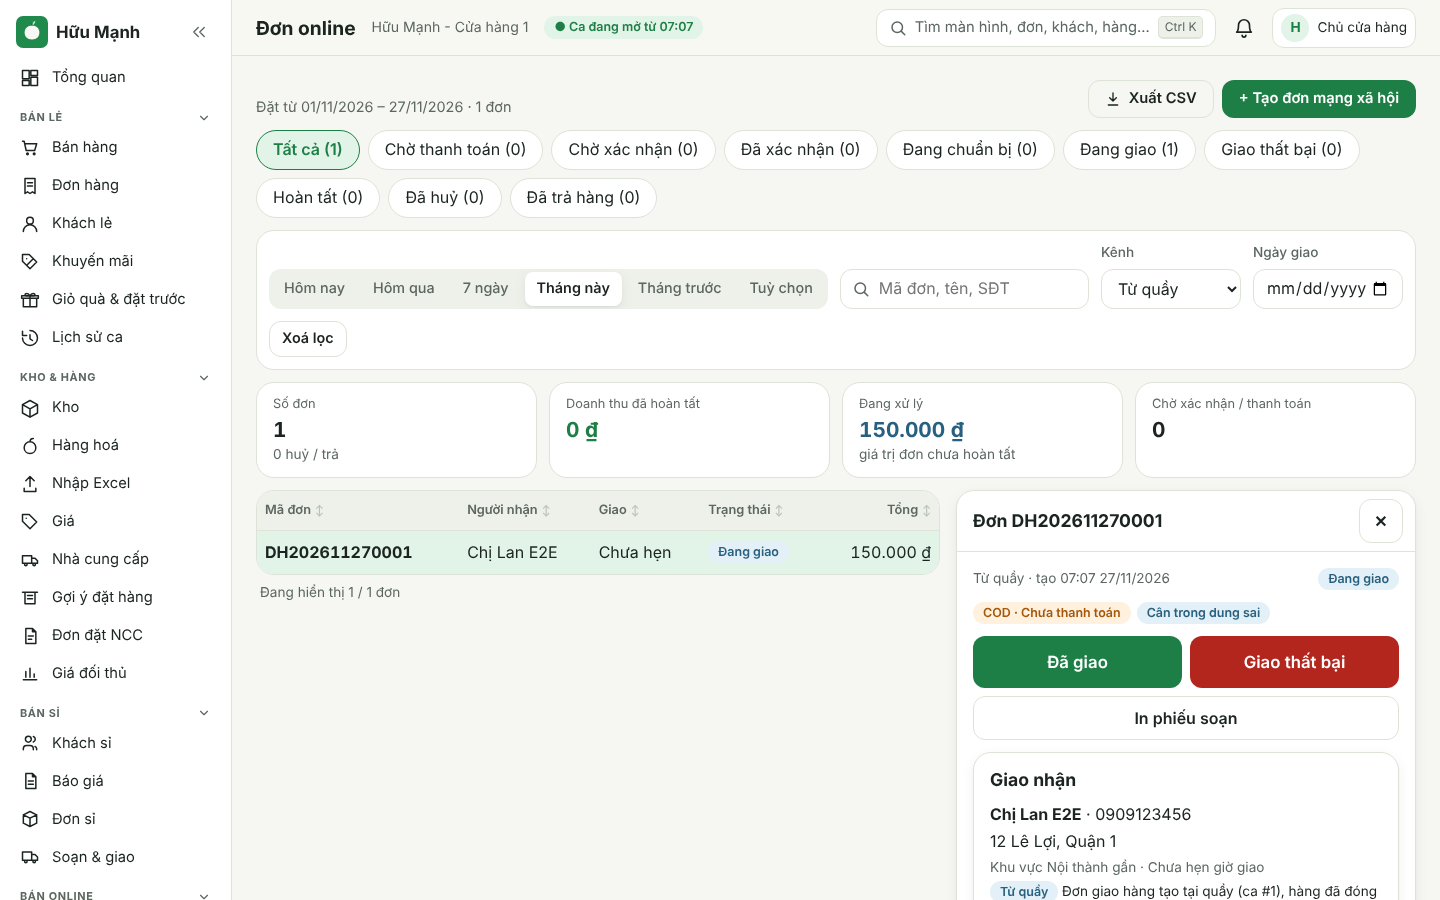 Hữu Mạnh
Tổng quan
BÁN LẺ
Bán hàng
Đơn hàng
Khách lẻ
Khuyến mãi
Giỏ quà & đặt trước
Lịch sử ca
KHO & HÀNG
Kho
Hàng hoá
Nhập Excel
Giá
Nhà cung cấp
Gợi ý đặt hàng
Đơn đặt NCC
Giá đối thủ
BÁN SỈ
Khách sỉ
Báo giá
Đơn sỉ
Soạn & giao
BÁN ONLINE
Đơn online
Hữu Mạnh - Cửa hàng 1
Ca đang mở từ 07:07
Tìm màn hình, đơn, khách, hàng...
Ctrl K
H
Chủ cửa hàng
Đặt từ 01/11/2026 – 27/11/2026 · 1 đơn
Xuất CSV
+ Tạo đơn mạng xã hội
Tất cả (1)
Chờ thanh toán (0)
Chờ xác nhận (0)
Đã xác nhận (0)
Đang chuẩn bị (0)
Đang giao (1)
Giao thất bại (0)
Hoàn tất (0)
Đã huỷ (0)
Đã trả hàng (0)
Kênh
Ngày giao
Hôm nay
Hôm qua
7 ngày
Tháng này
Tháng trước
Tuỳ chọn
Mã đơn, tên, SĐT
Từ quầy
mm/dd/yyyy
Xoá lọc
Số đơn
1
0 huỷ / trả
Doanh thu đã hoàn tất
0 ₫
Đang xử lý
150.000 ₫
giá trị đơn chưa hoàn tất
Chờ xác nhận / thanh toán
0
Mã đơn
Người nhận
Giao
Trạng thái
Tổng
DH202611270001
Chị Lan E2E
Chưa hẹn
Đang giao
150.000 ₫
Đang hiển thị 1 / 1 đơn
Đơn DH202611270001
Từ quầy · tạo 07:07 27/11/2026
Đang giao
COD · Chưa thanh toán
Cân trong dung sai
Đã giao
Giao thất bại
In phiếu soạn
Giao nhận
Chị Lan E2E · 0909123456
12 Lê Lợi, Quận 1
Khu vực Nội thành gần · Chưa hẹn giờ giao
Từ quầy Đơn giao hàng tạo tại quầy (ca #1), hàng đã đóng